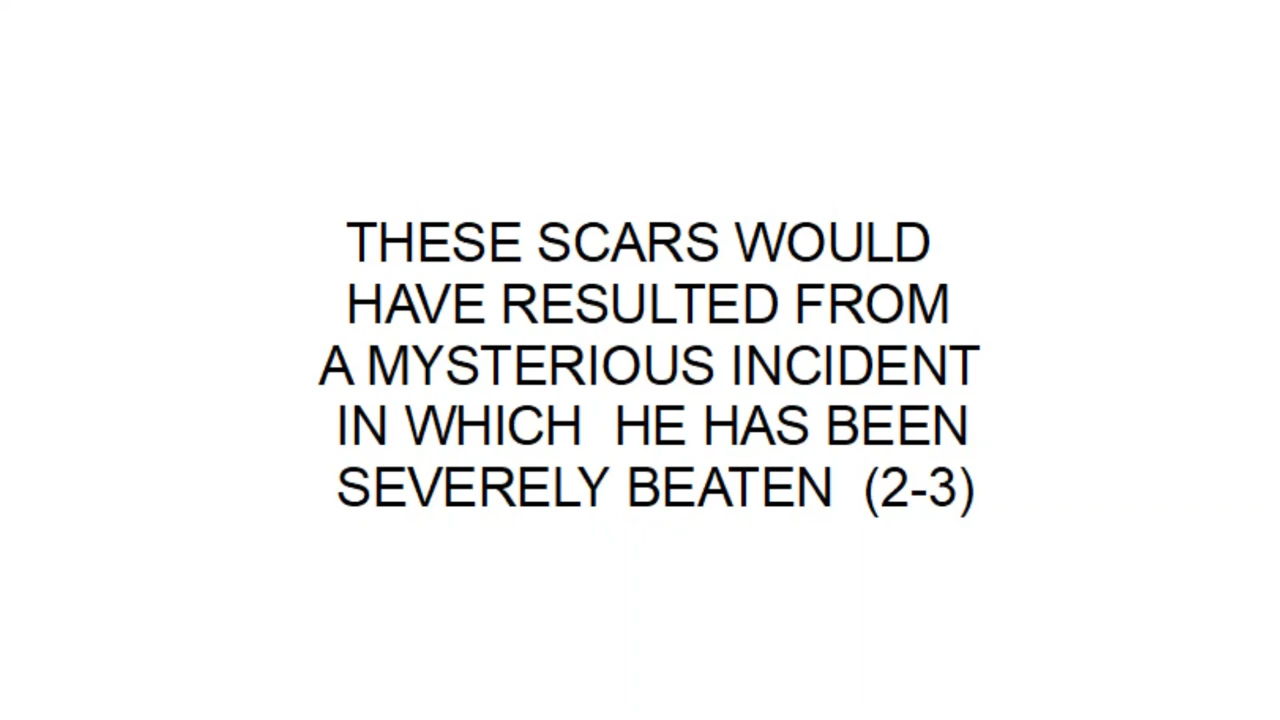 THESE SCARS WOULD
HAVE RESULTED FROM
A MYSTERIOUS INCIDENT
IN WHICH  HE HAS BEEN
SEVERELY BEATEN  (2-3)